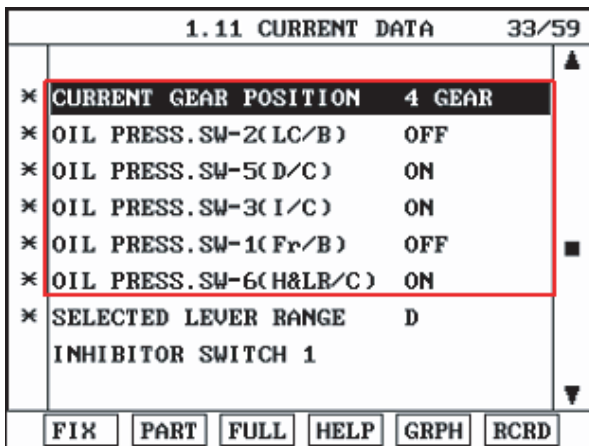 1.11 CURRENT DATA 33/59
* CURRENT GEAR POSITION 4 GEAR
* OIL PRESS.SW-2(LC/B) OFF
* OIL PRESS.SW-5(D/C) ON
* OIL PRESS.SW-3(I/C) ON
* OIL PRESS.SW-1(Fr/B) OFF
* OIL PRESS.SW-6(H&LR/C) ON
* SELECTED LEVER RANGE D
INHIBITOR SWITCH 1
FIX PART FULL HELP GRPH RCRD